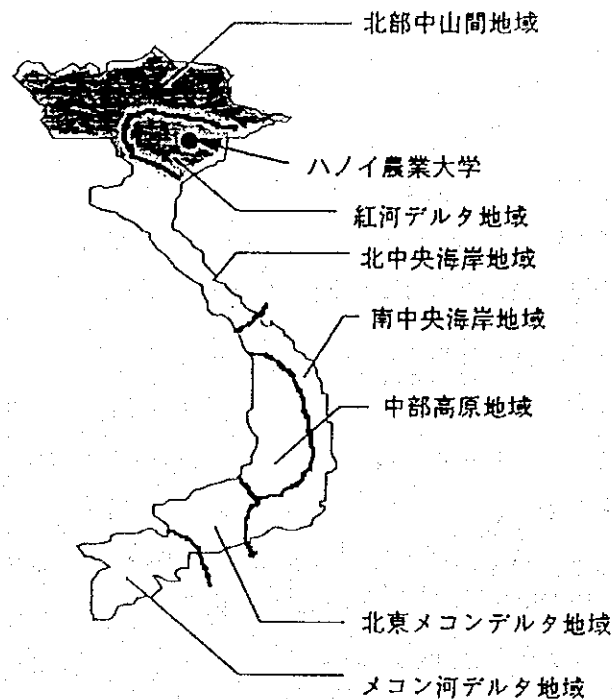 北部中山間地域
ハノイ農業大学
紅河デルタ地域
北中央海岸地域
南中央海岸地域
中部高原地域
北東メコンデルタ地域
メコン河デルタ地域